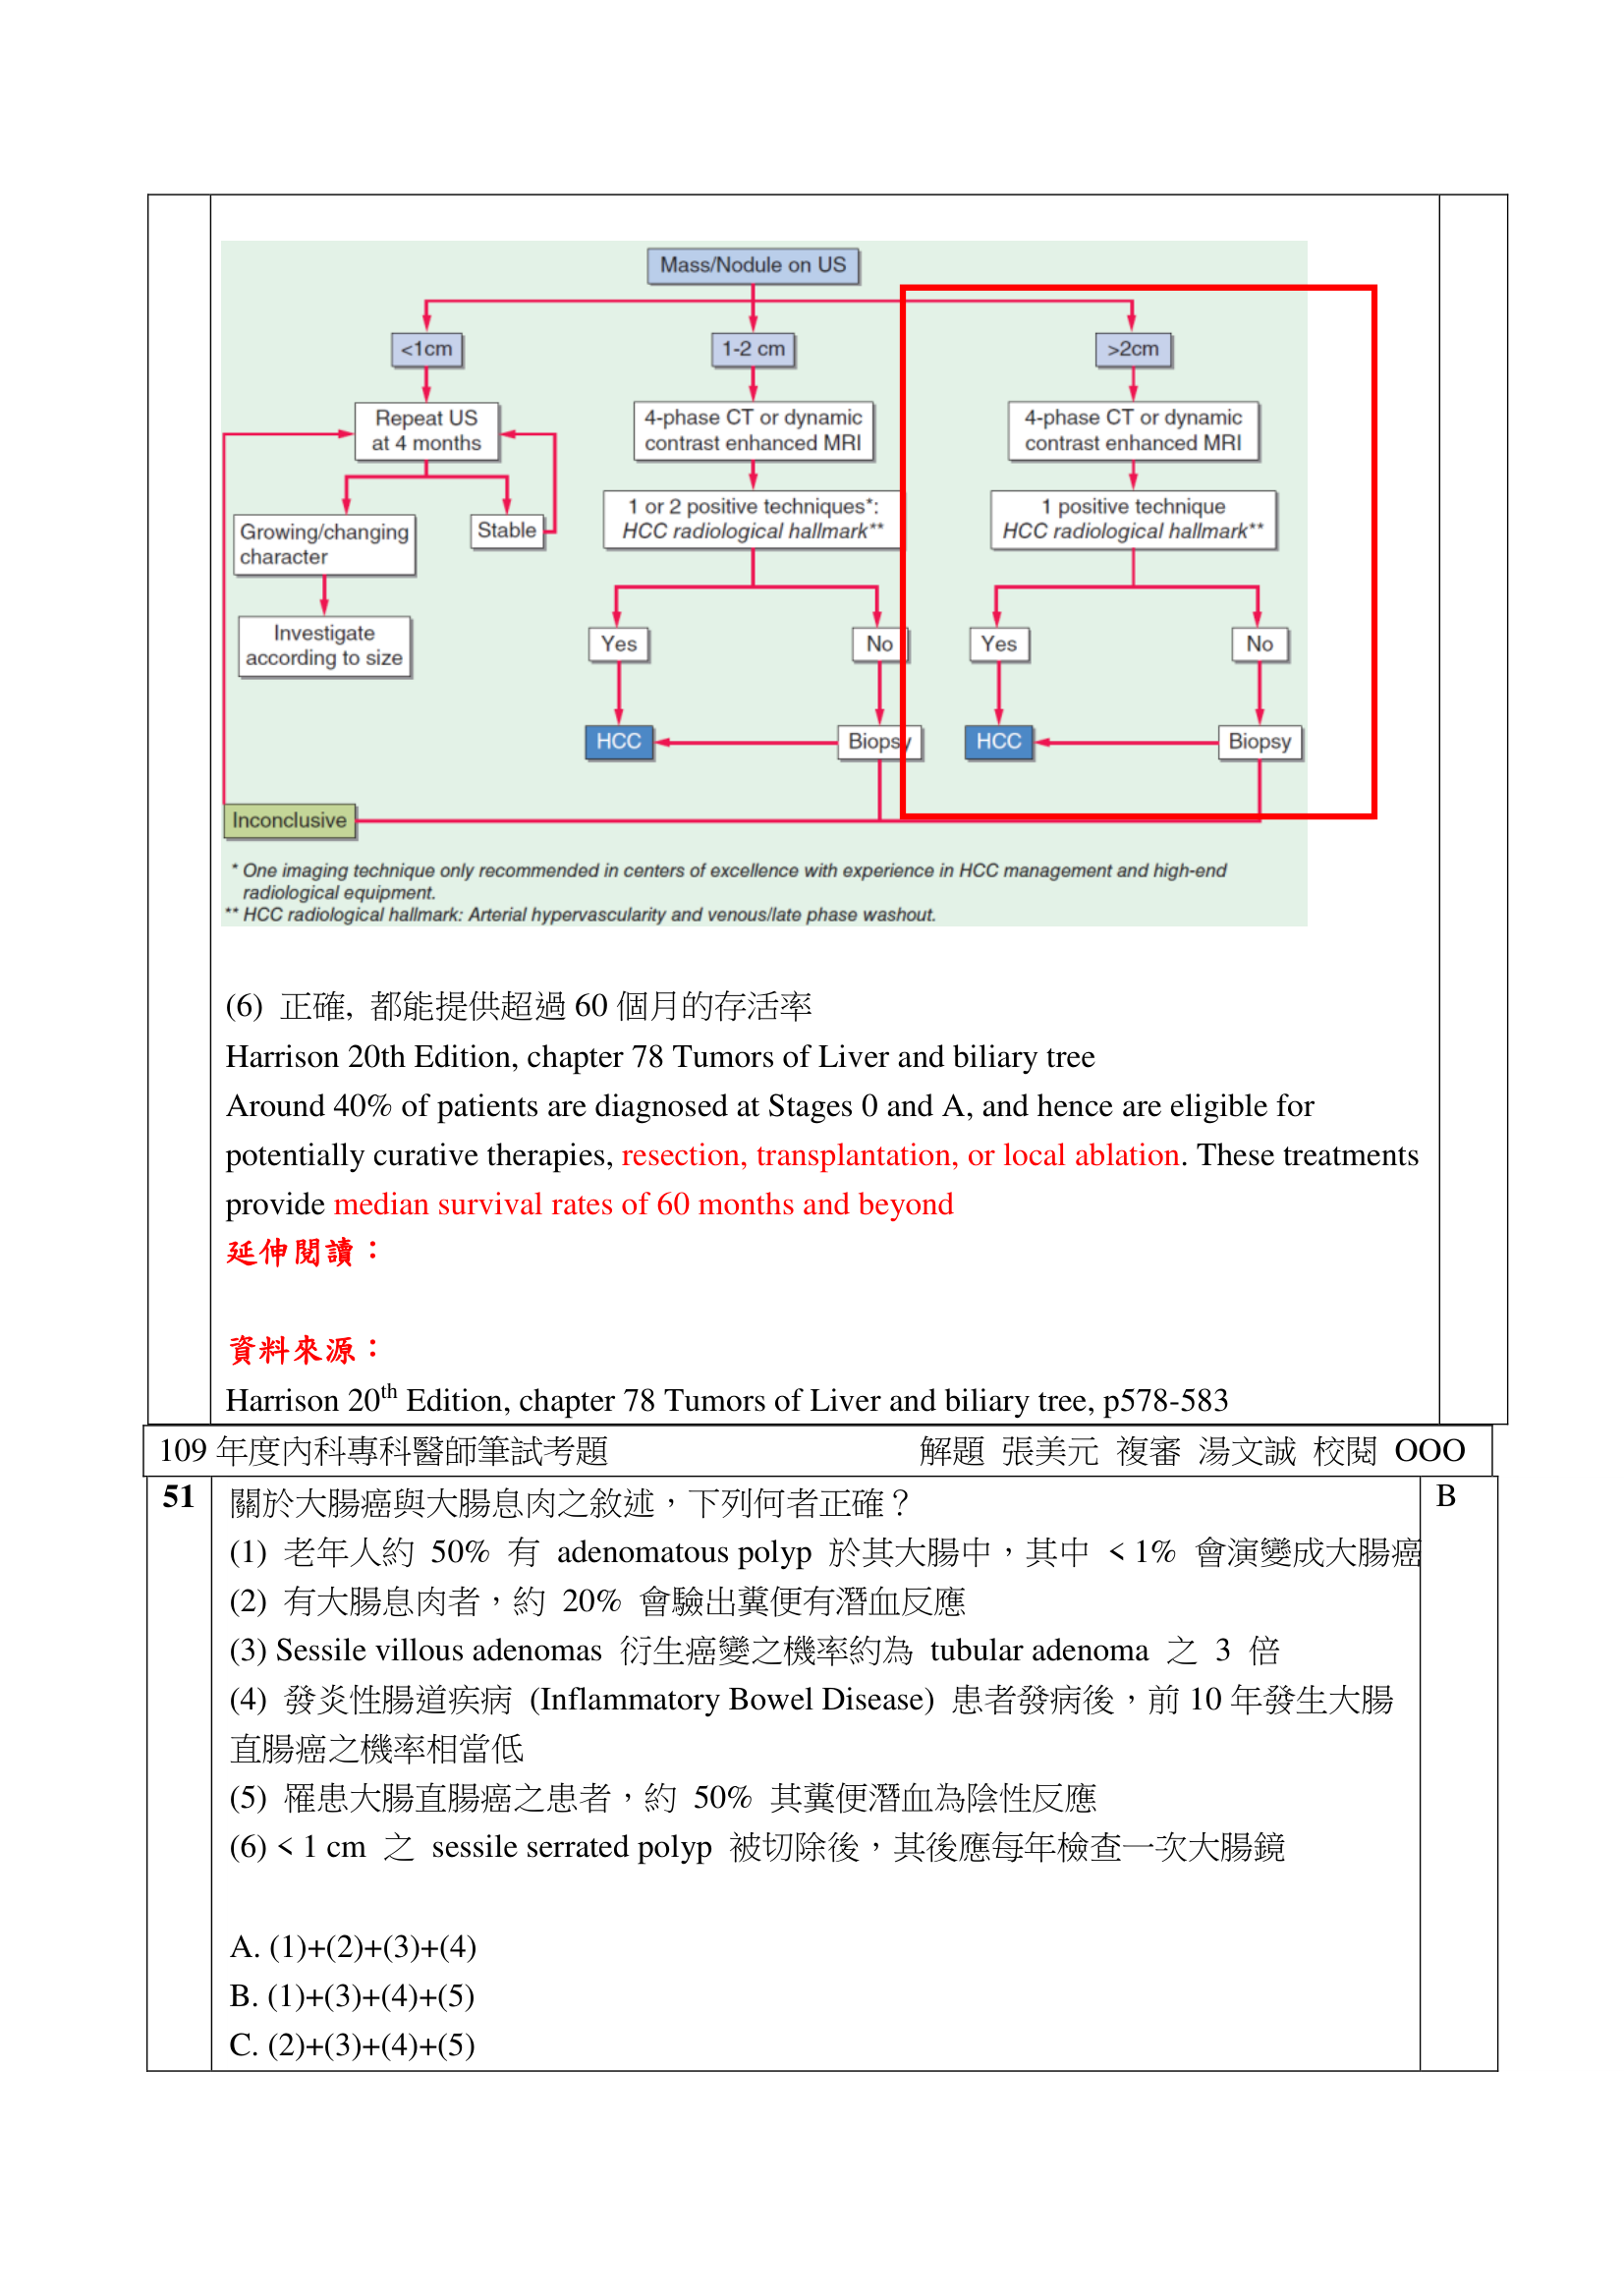 Mass/Nodule on US
<1cm
1-2 cm
>2cm
Repeat US
at 4 months
4-phase CT or dynamic
contrast enhanced MRI
4-phase CT or dynamic
contrast enhanced MRI
Growing/changing
character
Stable
1 or 2 positive techniques*:
HCC radiological hallmark**
1 positive technique
HCC radiological hallmark**
Investigate
according to size
Yes
No
Yes
No
HCC
Biopsy
HCC
Biopsy
Inconclusive
* One imaging technique only recommended in centers of excellence with experience in HCC management and high-end
radiological equipment.
** HCC radiological hallmark: Arterial hypervascularity and venous/late phase washout.
(6) 正確, 都能提供超過 60 個月的存活率
Harrison 20th Edition, chapter 78 Tumors of Liver and biliary tree
Around 40% of patients are diagnosed at Stages 0 and A, and hence are eligible for
potentially curative therapies, resection, transplantation, or local ablation. These treatments
provide median survival rates of 60 months and beyond
延伸閱讀：
資料來源：
Harrison 20th Edition, chapter 78 Tumors of Liver and biliary tree, p578-583
109 年度內科專科醫師筆試考題 解題 張美元 複審 湯文誠 校閱 OOO
51 關於大腸癌與大腸息肉之敘述，下列何者正確？ B
(1) 老年人約 50% 有 adenomatous polyp 於其大腸中，其中 < 1% 會演變成大腸癌
(2) 有大腸息肉者，約 20% 會驗出糞便有潛血反應
(3) Sessile villous adenomas 衍生癌變之機率約為 tubular adenoma 之 3 倍
(4) 發炎性腸道疾病 (Inflammatory Bowel Disease) 患者發病後，前 10 年發生大腸
直腸癌之機率相當低
(5) 罹患大腸直腸癌之患者，約 50% 其糞便潛血為陰性反應
(6) < 1 cm 之 sessile serrated polyp 被切除後，其後應每年檢查一次大腸鏡
A. (1)+(2)+(3)+(4)
B. (1)+(3)+(4)+(5)
C. (2)+(3)+(4)+(5)